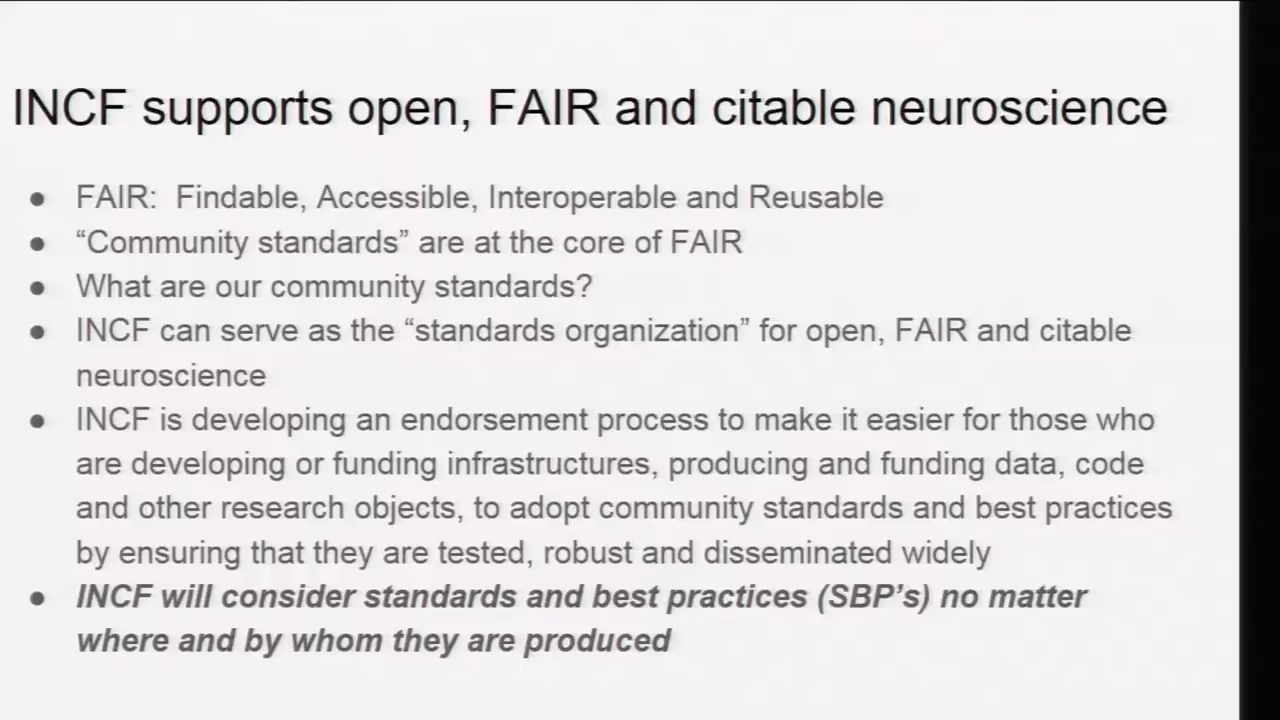 INCF supports open, FAIR and citable neuroscience
● FAIR:  Findable, Accessible, Interoperable and Reusable
● “Community standards” are at the core of FAIR
● What are our community standards?
● INCF can serve as the “standards organization” for open, FAIR and citable
neuroscience
● INCF is developing an endorsement process to make it easier for those who
are developing or funding infrastructures, producing and funding data, code
and other research objects, to adopt community standards and best practices
by ensuring that they are tested, robust and disseminated widely
● INCF will consider standards and best practices (SBP’s) no matter
where and by whom they are produced